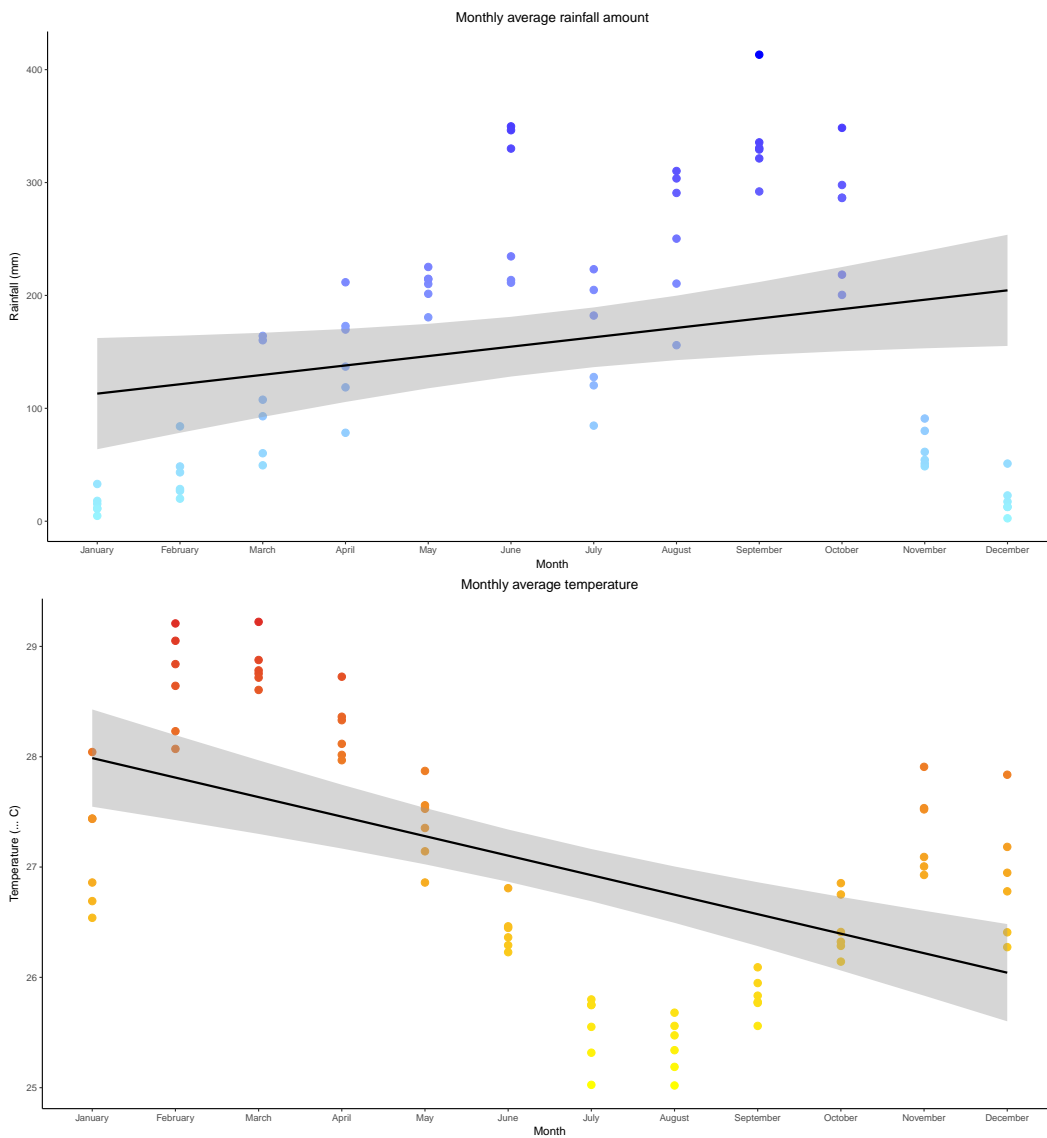 Monthly average rainfall amount
400
300
200
100
0
Rainfall (mm)
January February March April May June July August September October November December
Month
Monthly average temperature
29
28
27
26
25
Temperature (... C)
January February March April May June July August September October November December
Month